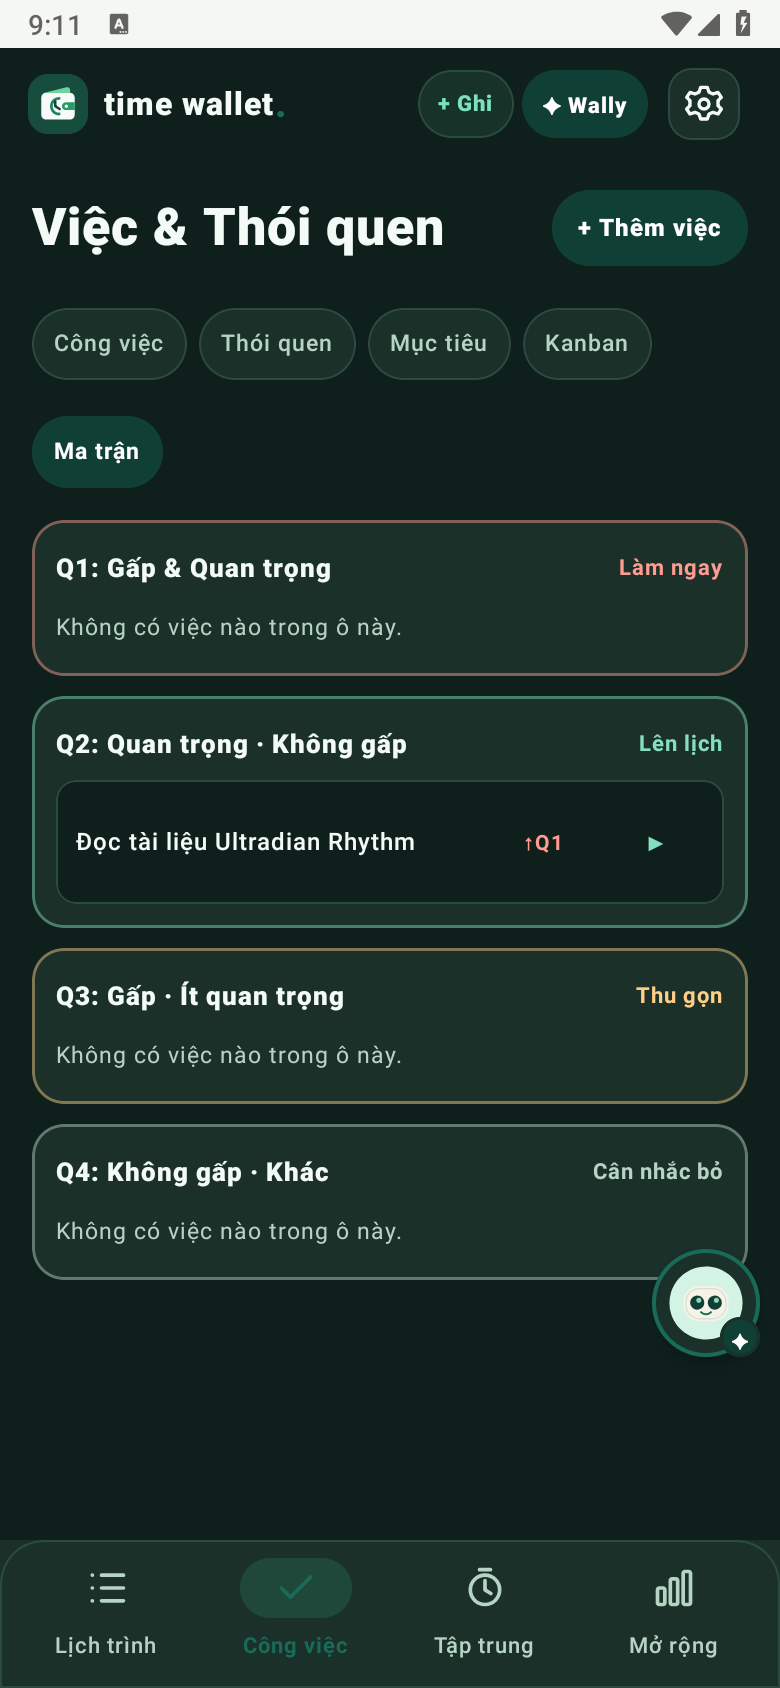 9:11
A
time wallet.
+ Ghi
✦ Wally
Việc & Thói quen
+ Thêm việc
Công việc
Thói quen
Mục tiêu
Kanban
Ma trận
Q1: Gấp & Quan trọng
Làm ngay
Không có việc nào trong ô này.
Q2: Quan trọng · Không gấp
Lên lịch
Đọc tài liệu Ultradian Rhythm
↑Q1
▶
Q3: Gấp · Ít quan trọng
Thu gọn
Không có việc nào trong ô này.
Q4: Không gấp · Khác
Cân nhắc bỏ
Không có việc nào trong ô này.
Lịch trình
Công việc
Tập trung
Mở rộng